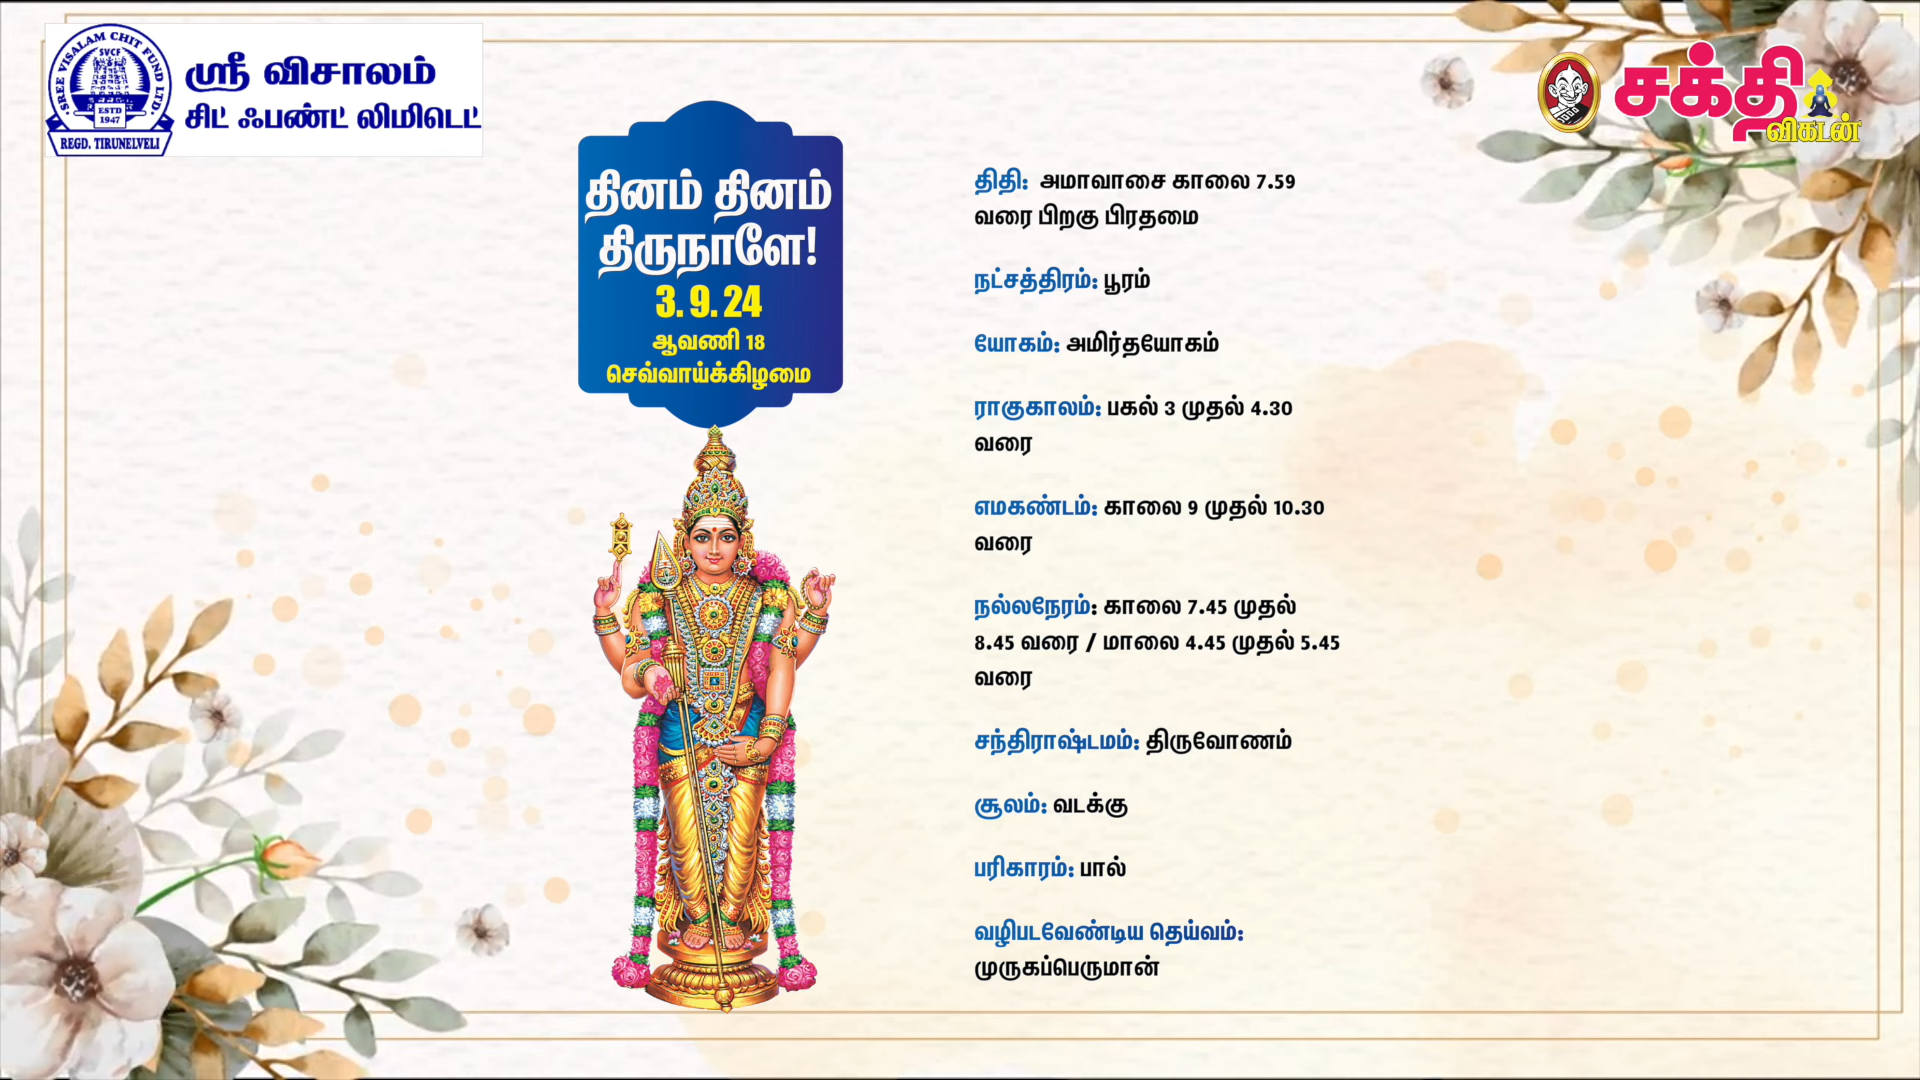 SREE VISALAM CHIT FUND LTD.
SVCF
ESTD
1947
REGD. TIRUNELVELI
ஸ்ரீ விசாலம்
சிட் ஃபண்ட் லிமிடெட்
சக்தி
விகடன்
தினம் தினம்
திருநாளே!
3.9.24
ஆவணி 18
செவ்வாய்க்கிழமை
திதி: அமாவாசை காலை 7.59
வரை பிறகு பிரதமை
நட்சத்திரம்: பூரம்
யோகம்: அமிர்தயோகம்
ராகுகாலம்: பகல் 3 முதல் 4.30
வரை
எமகண்டம்: காலை 9 முதல் 10.30
வரை
நல்லநேரம்: காலை 7.45 முதல்
8.45 வரை / மாலை 4.45 முதல் 5.45
வரை
சந்திராஷ்டமம்: திருவோணம்
சூலம்: வடக்கு
பரிகாரம்: பால்
வழிபடவேண்டிய தெய்வம்:
முருகப்பெருமான்